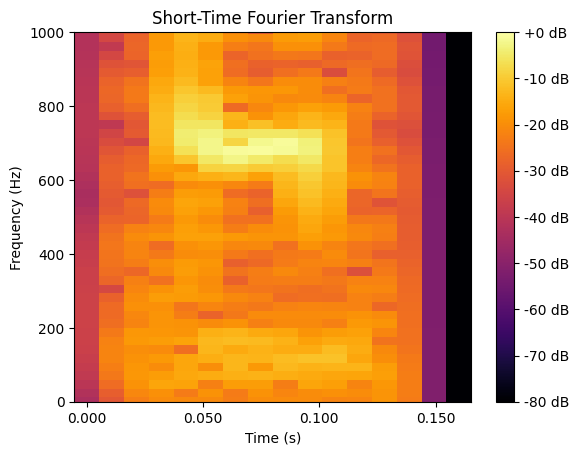 Short-Time Fourier Transform
1000
800
600
400
200
0
Frequency (Hz)
0.000
0.050
0.100
0.150
Time (s)
+0 dB
-10 dB
-20 dB
-30 dB
-40 dB
-50 dB
-60 dB
-70 dB
-80 dB